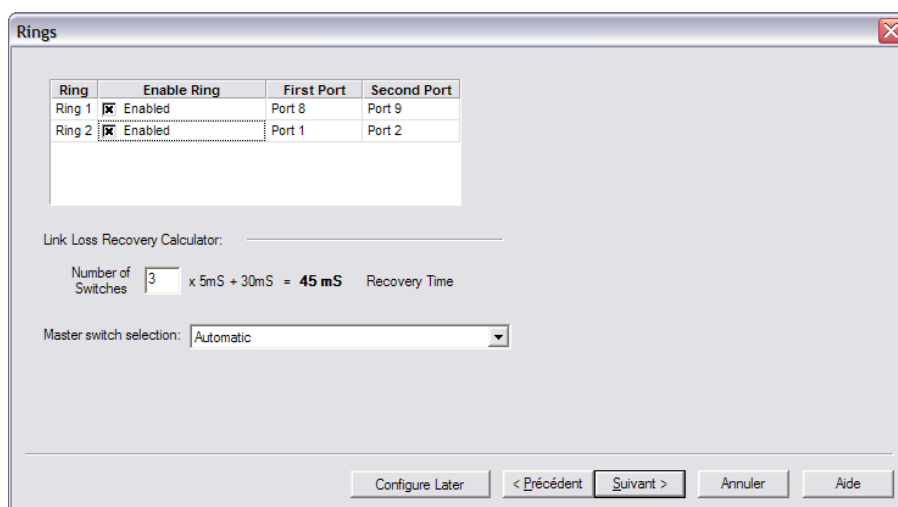 Rings
Ring Enable Ring First Port Second Port
Ring 1 Enabled Port 8 Port 9
Ring 2 Enabled Port 1 Port 2
Link Loss Recovery Calculator:
Number of Switches 3 x 5mS + 30mS = 45 mS Recovery Time
Master switch selection: Automatic
Configure Later < Précédent Suivant > Annuler Aide